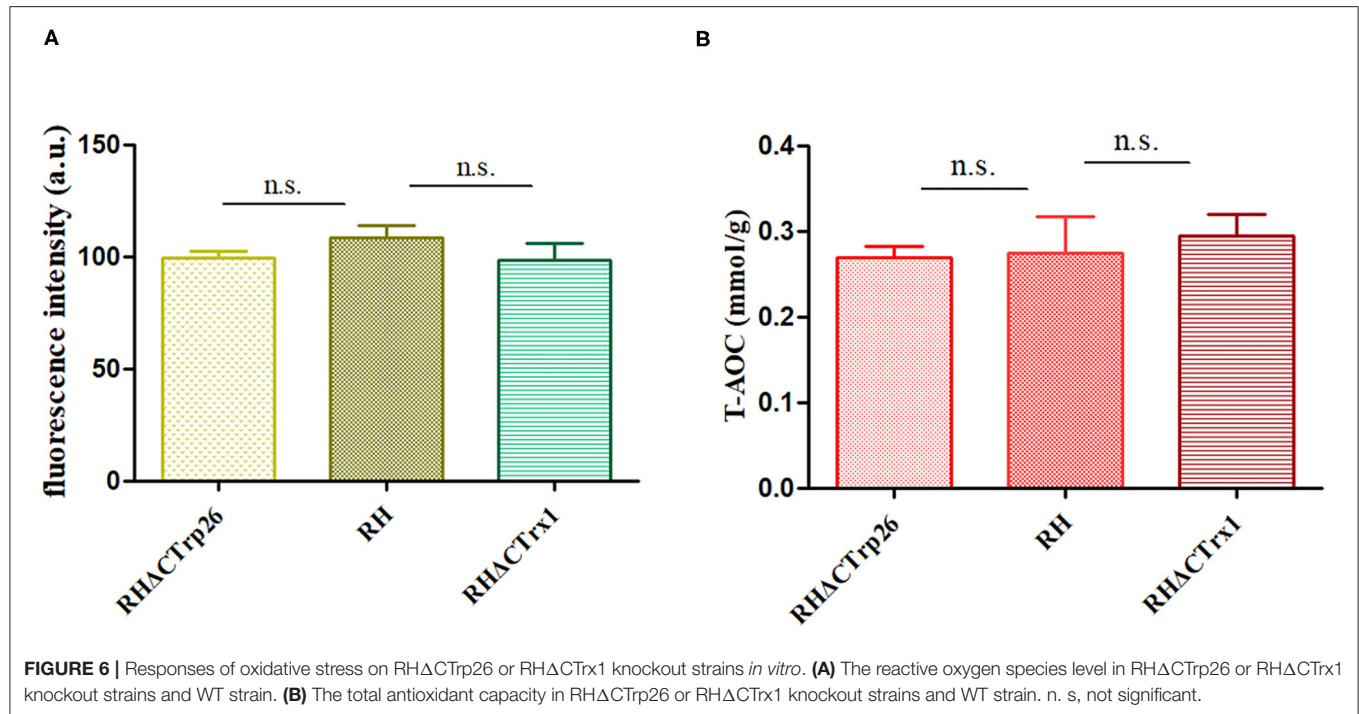 A
B
fluorescence intensity (a.u.)
150
100
50
0
n.s.
n.s.
RHΔCTrp26
RH
RHΔCTrx1
T-AOC (mmol/g)
0.4
0.3
0.2
0.1
0.0
n.s.
n.s.
RHΔCTrp26
RH
RHΔCTrx1
FIGURE 6 | Responses of oxidative stress on RHΔCTrp26 or RHΔCTrx1 knockout strains in vitro. (A) The reactive oxygen species level in RHΔCTrp26 or RHΔCTrx1
knockout strains and WT strain. (B) The total antioxidant capacity in RHΔCTrp26 or RHΔCTrx1 knockout strains and WT strain. n. s, not significant.